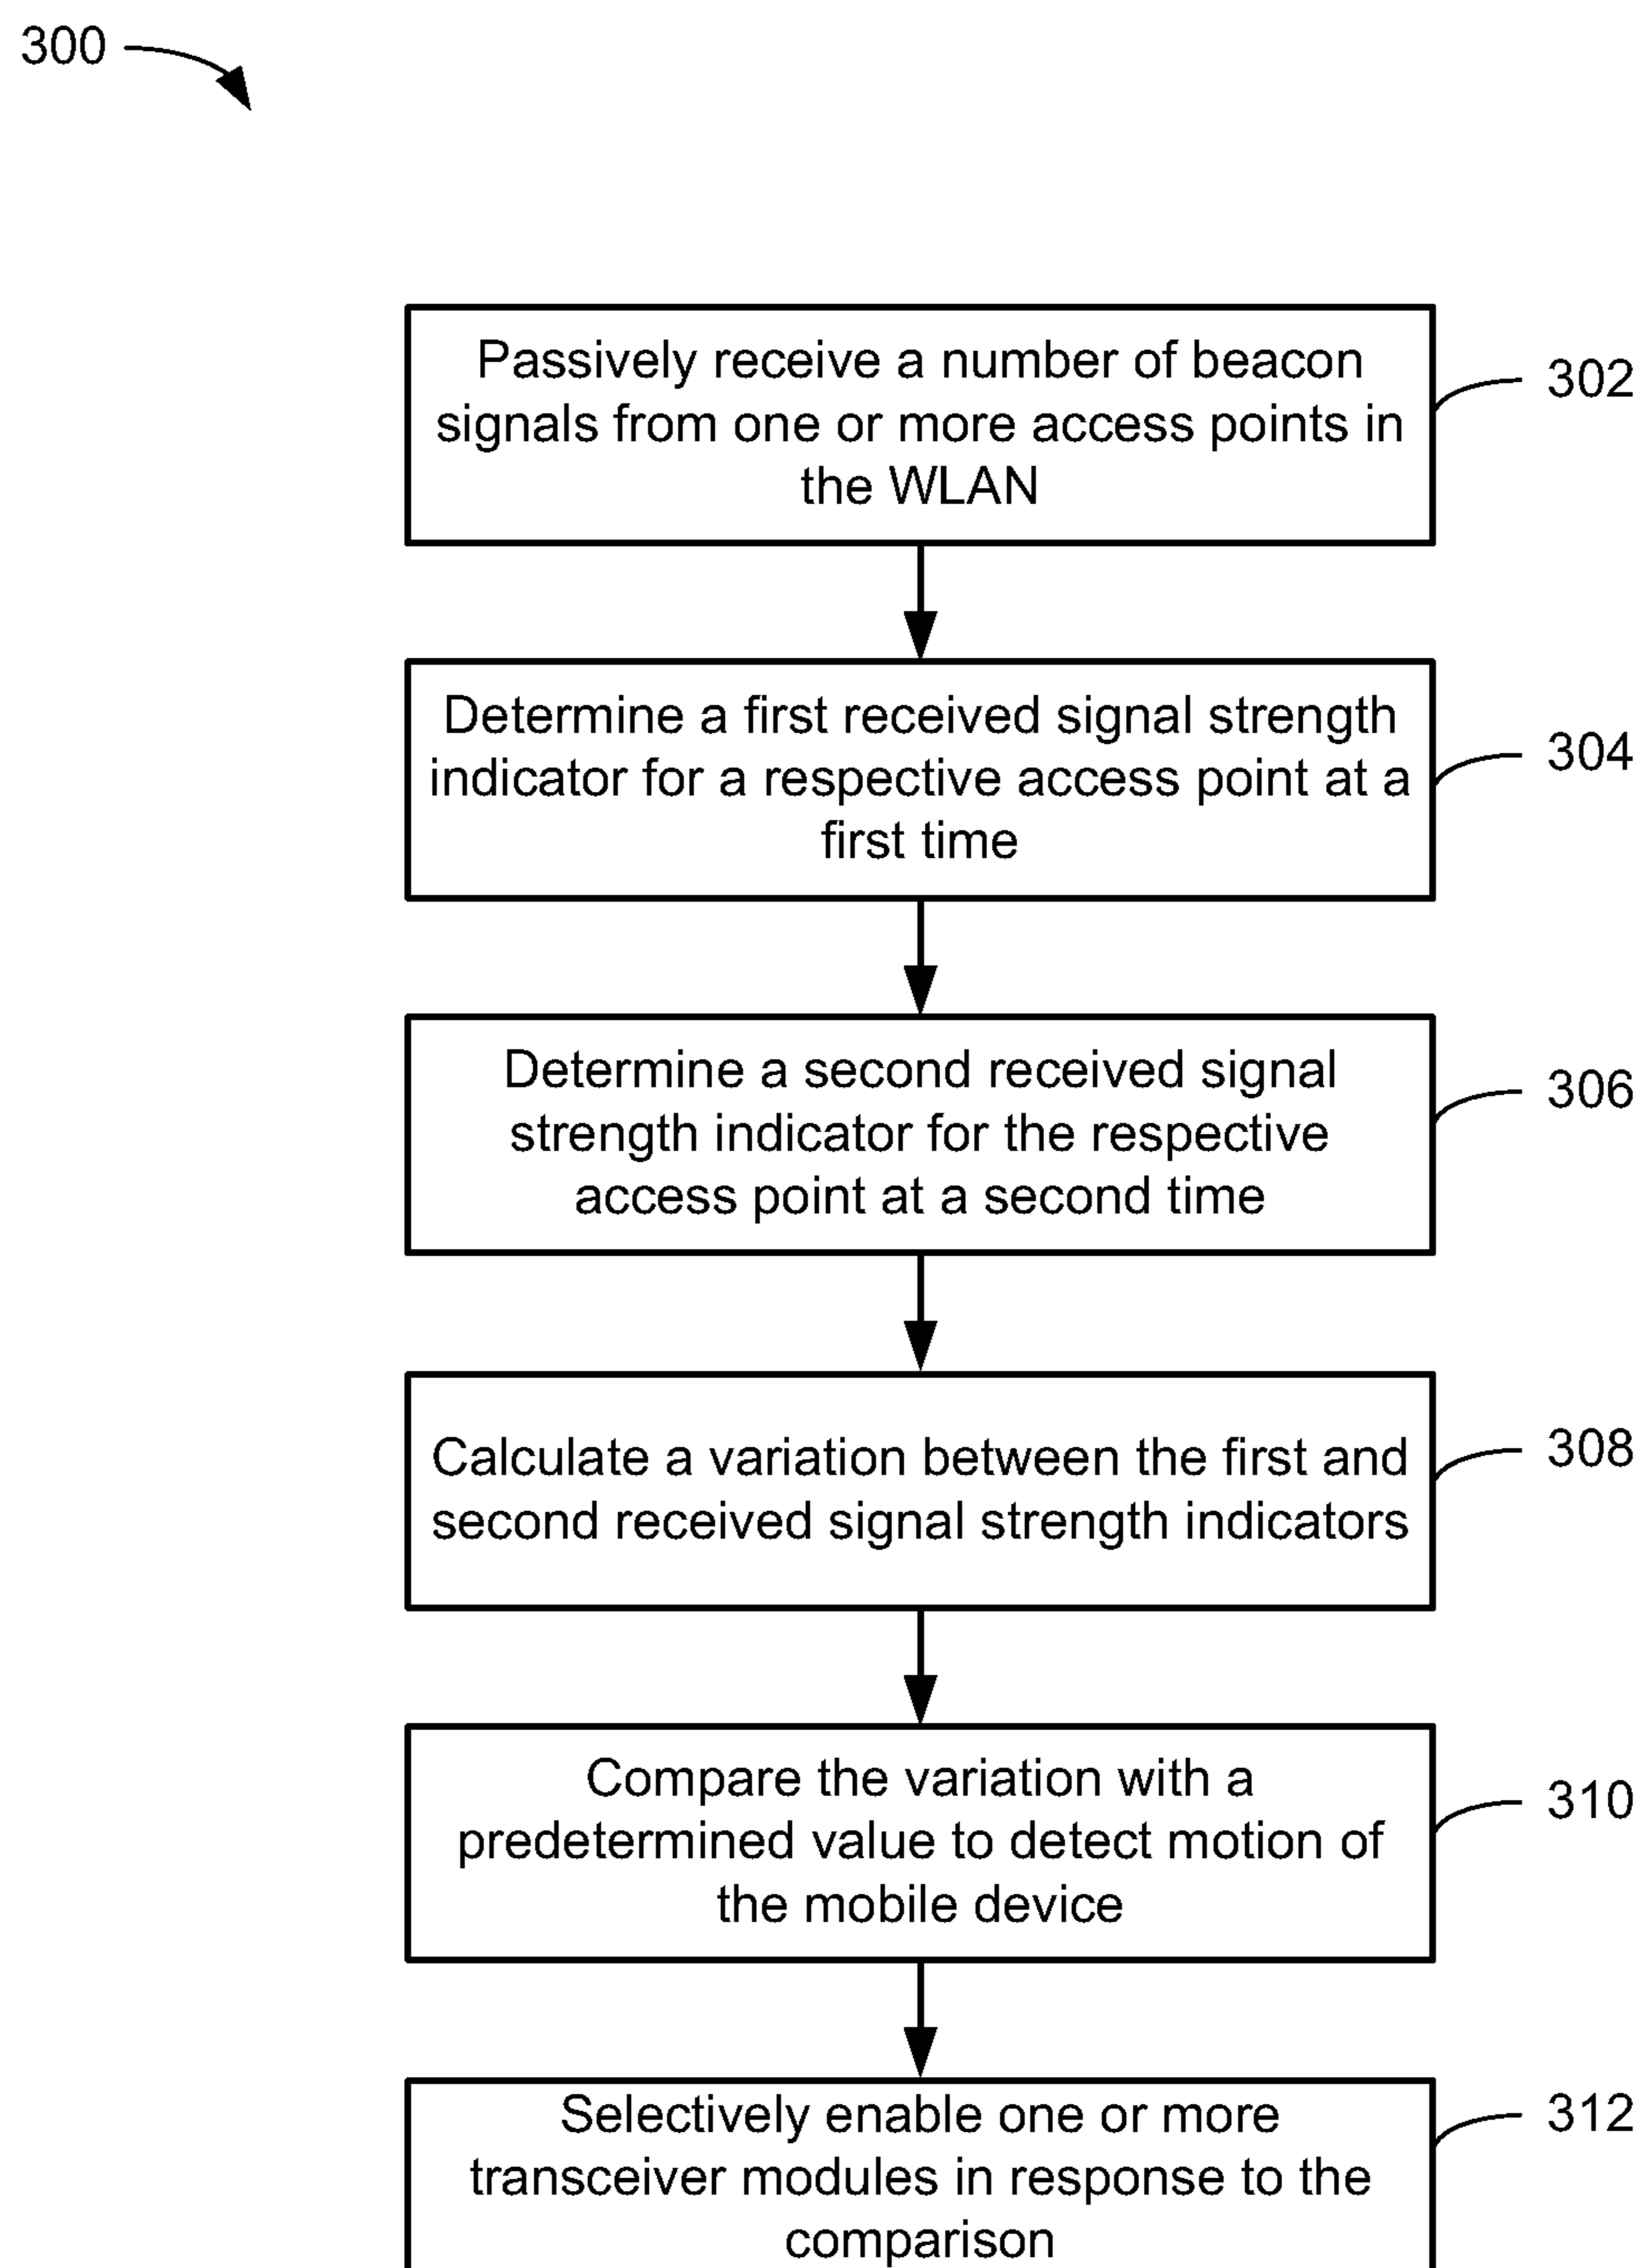 300
Passively receive a number of beacon
signals from one or more access points in
the WLAN
302
Determine a first received signal strength
indicator for a respective access point at a
first time
304
Determine a second received signal
strength indicator for the respective
access point at a second time
306
Calculate a variation between the first and
second received signal strength indicators
308
Compare the variation with a
predetermined value to detect motion of
the mobile device
310
Selectively enable one or more
transceiver modules in response to the
comparison
312